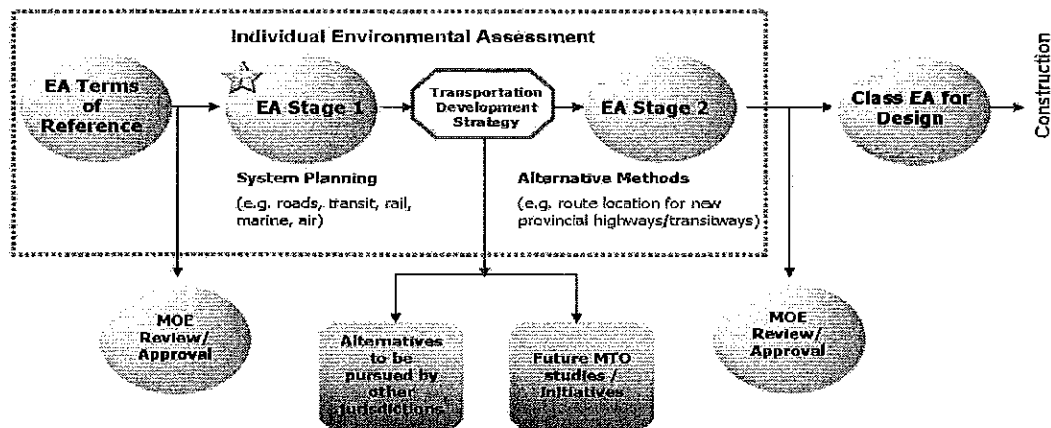 Individual Environmental Assessment
EA Terms
of
Reference
EA Stage 1
Transportation
Development
Strategy
EA Stage 2
Class EA for
Design
Construction
System Planning
(e.g. roads, transit, rail,
marine, air)
Alternative Methods
(e.g. route location for new
provincial highways/transitways)
MOE
Review/
Approval
Alternatives
to be
pursued by
other
jurisdictions
Future MTO
studies /
initiatives
MOE
Review/
Approval